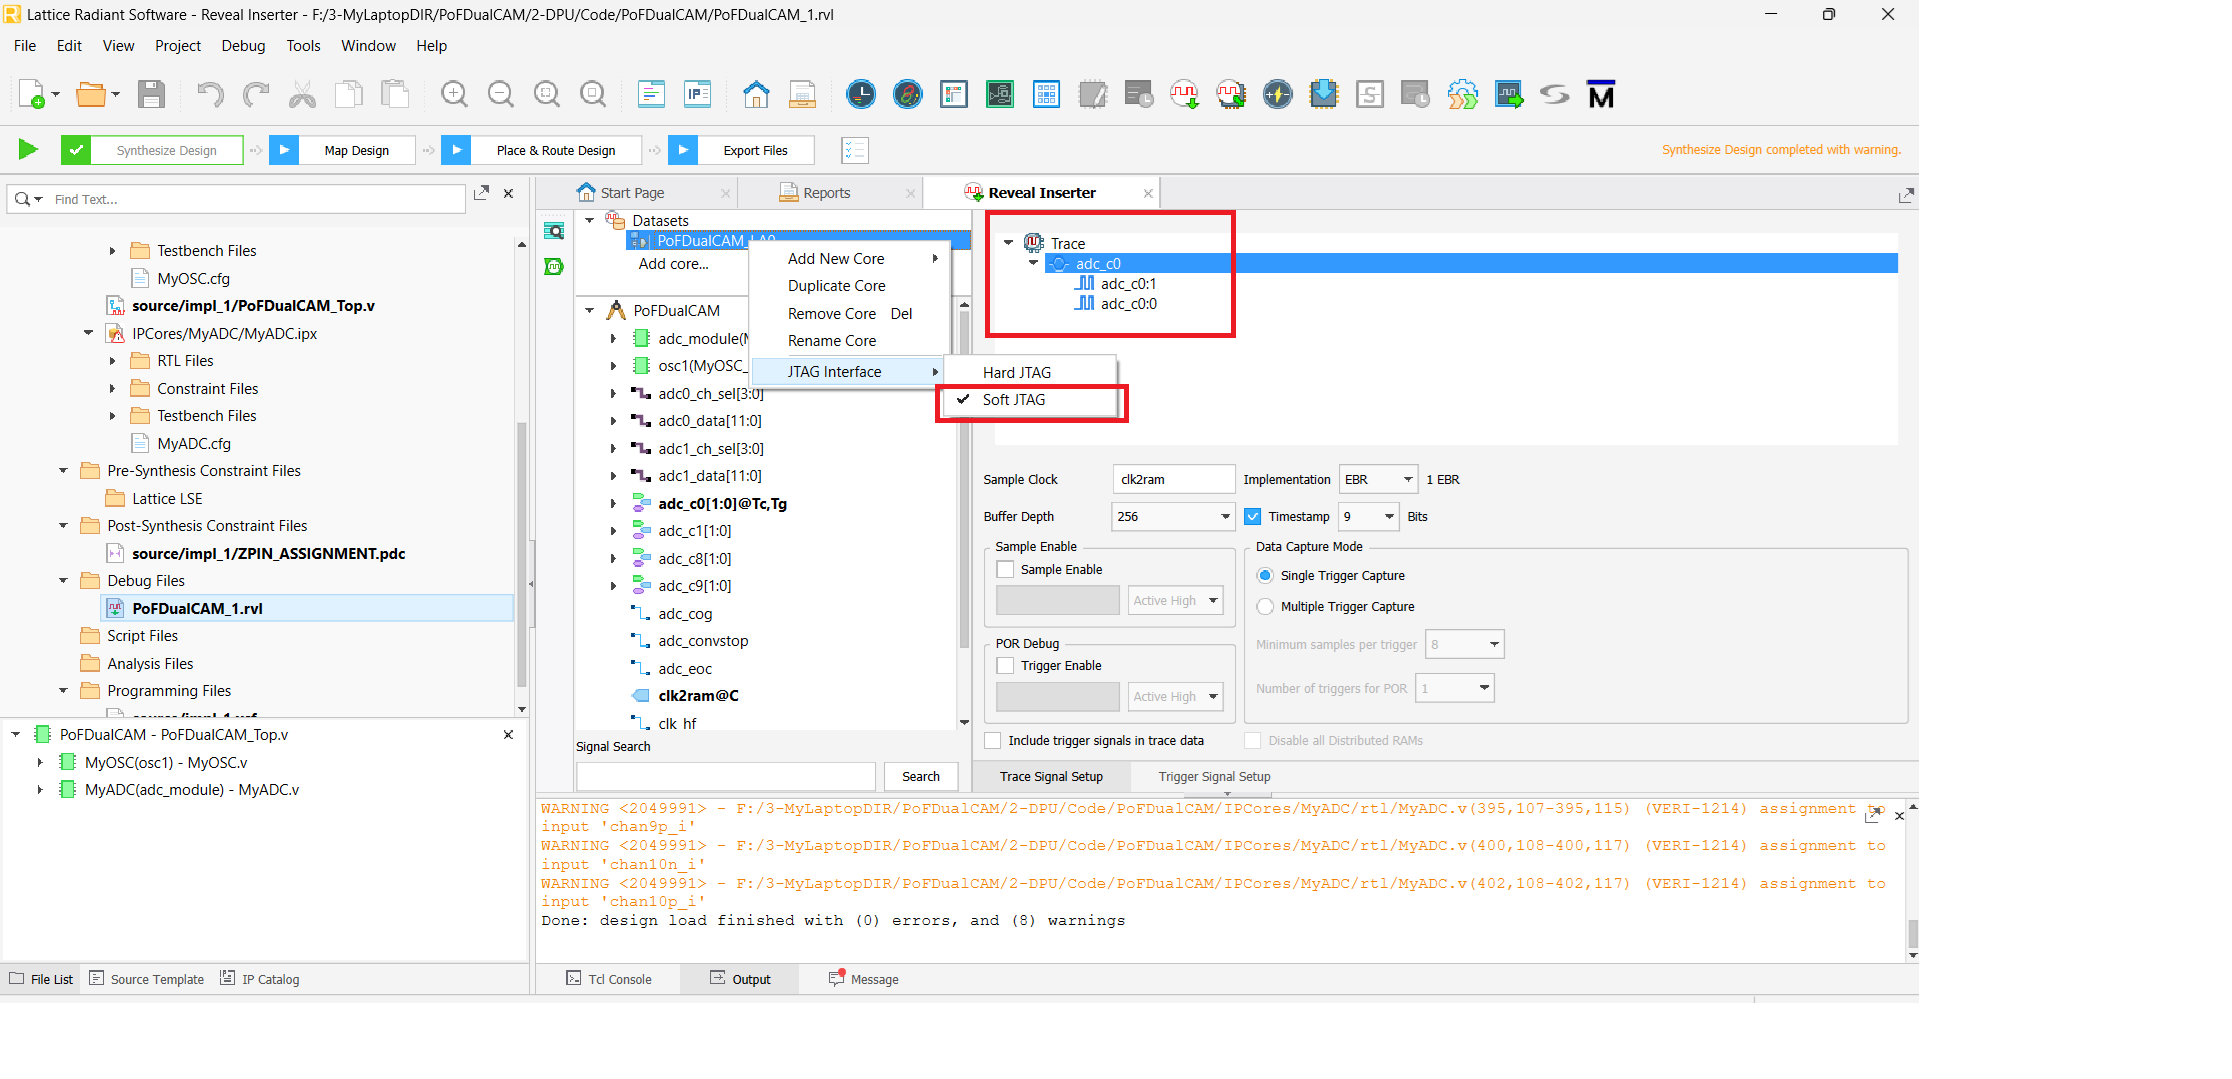 Lattice Radiant Software - Reveal Inserter - F:/3-MyLaptopDIR/PoFDualCAM/2-DPU/Code/PoFDualCAM/PoFDualCAM_1.rvl
File Edit View Project Debug Tools Window Help
Synthesize Design Map Design Place & Route Design Export Files
Synthesize Design completed with warning.
Find Text...
Testbench Files
MyOSC.cfg
source/impl_1/PoFDualCAM_Top.v
IPCores/MyADC/MyADC.ipx
RTL Files
Constraint Files
Testbench Files
MyADC.cfg
Pre-Synthesis Constraint Files
Lattice LSE
Post-Synthesis Constraint Files
source/impl_1/ZPIN_ASSIGNMENT.pdc
Debug Files
PoFDualCAM_1.rvl
Script Files
Analysis Files
Programming Files
PoFDualCAM - PoFDualCAM_Top.v
MyOSC(osc1) - MyOSC.v
MyADC(adc_module) - MyADC.v
File List Source Template IP Catalog
Start Page Reports Reveal Inserter
Datasets
PoFDualCAM_LA0
Add core...
Add New Core
Duplicate Core
Remove Core Del
Rename Core
JTAG Interface
Hard JTAG
Soft JTAG
PoFDualCAM
adc_module(
osc1(MyOSC_
adc0_ch_sel[3:0]
adc0_data[11:0]
adc1_ch_sel[3:0]
adc1_data[11:0]
adc_c0[1:0]@Tc,Tg
adc_c1[1:0]
adc_c8[1:0]
adc_c9[1:0]
adc_cog
adc_convstop
adc_eoc
clk2ram@C
clk_hf
Signal Search
Search
Trace
adc_c0
adc_c0:1
adc_c0:0
Sample Clock clk2ram Implementation EBR 1 EBR
Buffer Depth 256 Timestamp 9 Bits
Sample Enable
Sample Enable
Active High
POR Debug
Trigger Enable
Active High
Data Capture Mode
Single Trigger Capture
Multiple Trigger Capture
Minimum samples per trigger 8
Number of triggers for POR 1
Include trigger signals in trace data Disable all Distributed RAMs
Trace Signal Setup Trigger Signal Setup
WARNING <2049991> - F:/3-MyLaptopDIR/PoFDualCAM/2-DPU/Code/PoFDualCAM/IPCores/MyADC/rtl/MyADC.v(395,107-395,115) (VERI-1214) assignment to
input 'chan9p_i'
WARNING <2049991> - F:/3-MyLaptopDIR/PoFDualCAM/2-DPU/Code/PoFDualCAM/IPCores/MyADC/rtl/MyADC.v(400,108-400,117) (VERI-1214) assignment to
input 'chan10n_i'
WARNING <2049991> - F:/3-MyLaptopDIR/PoFDualCAM/2-DPU/Code/PoFDualCAM/IPCores/MyADC/rtl/MyADC.v(402,108-402,117) (VERI-1214) assignment to
input 'chan10p_i'
Done: design load finished with (0) errors, and (8) warnings
Tcl Console Output Message